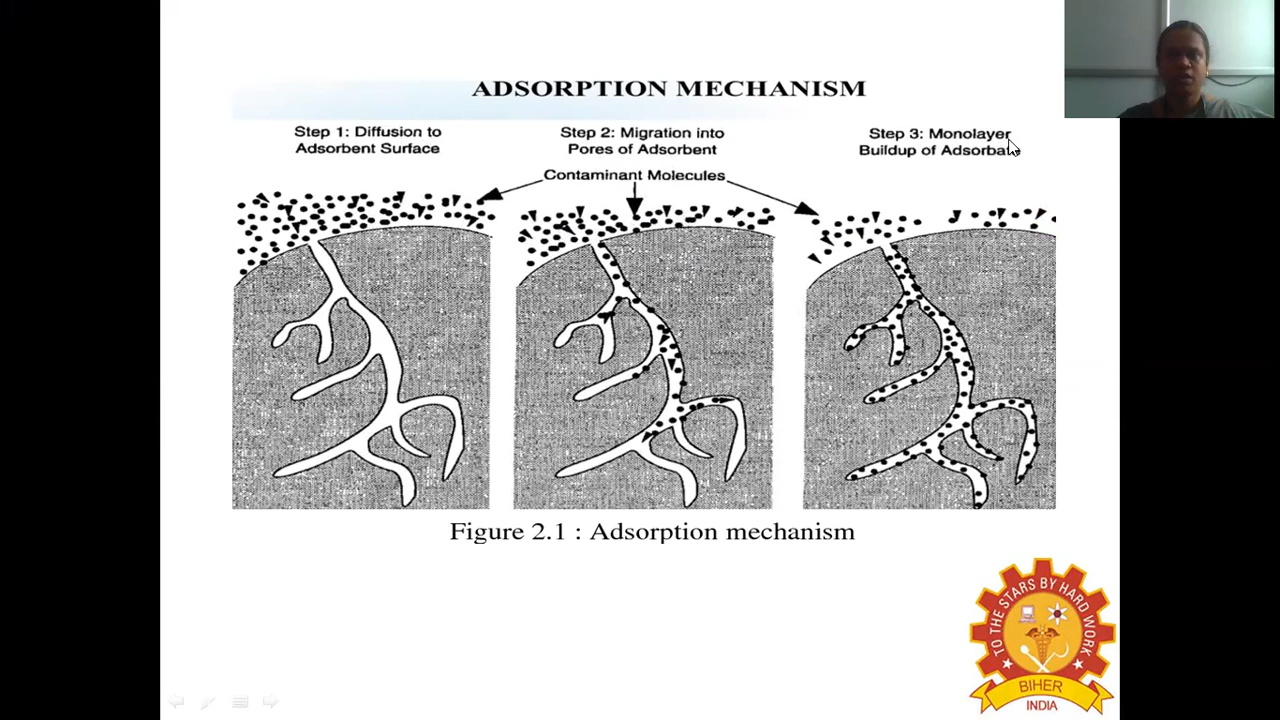 ADSORPTION MECHANISM
Step 1: Diffusion to
Adsorbent Surface
Step 2: Migration into
Pores of Adsorbent
Step 3: Monolayer
Buildup of Adsorbate
Contaminant Molecules
Figure 2.1 : Adsorption mechanism
TO THE STARS BY HARD WORK
BIHER
INDIA